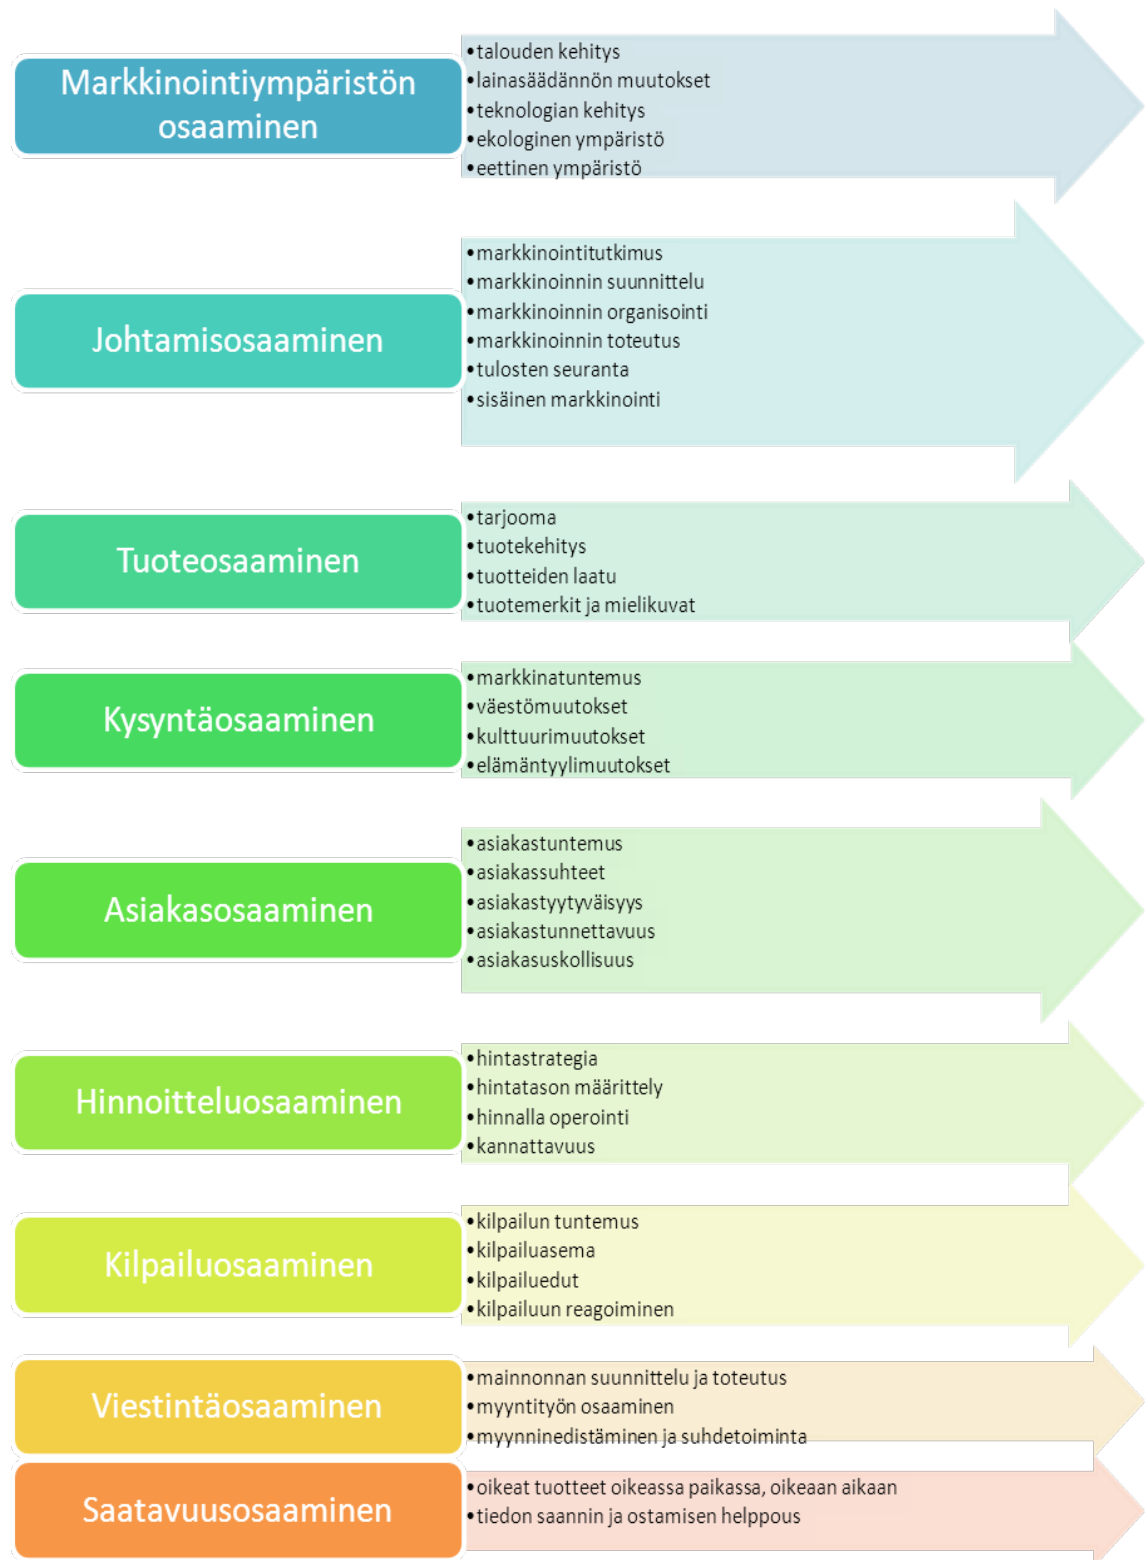 Markkinointiympäristön
osaaminen
•talouden kehitys
•lainasäädännön muutokset
•teknologian kehitys
•ekologinen ympäristö
•eettinen ympäristö
Johtamisosaaminen
•markkinointitutkimus
•markkinoinnin suunnittelu
•markkinoinnin organisointi
•markkinoinnin toteutus
•tulosten seuranta
•sisäinen markkinointi
Tuoteosaaminen
•tarjooma
•tuotekehitys
•tuotteiden laatu
•tuotemerkit ja mielikuvat
Kysyntäosaaminen
•markkinatuntemus
•väestömuutokset
•kulttuurimuutokset
•elämäntyylimuutokset
Asiakasosaaminen
•asiakastuntemus
•asiakassuhteet
•asiakastyytyväisyys
•asiakastunnettavuus
•asiakasuskollisuus
Hinnoitteluosaaminen
•hintastrategia
•hintatason määrittely
•hinnalla operointi
•kannattavuus
Kilpailuosaaminen
•kilpailun tuntemus
•kilpailuasema
•kilpailuedut
•kilpailuun reagoiminen
Viestintäosaaminen
•mainnonnan suunnittelu ja toteutus
•myyntityön osaaminen
•myynninedistäminen ja suhdetoiminta
Saatavuusosaaminen
•oikeat tuotteet oikeassa paikassa, oikeaan aikaan
•tiedon saannin ja ostamisen helppous